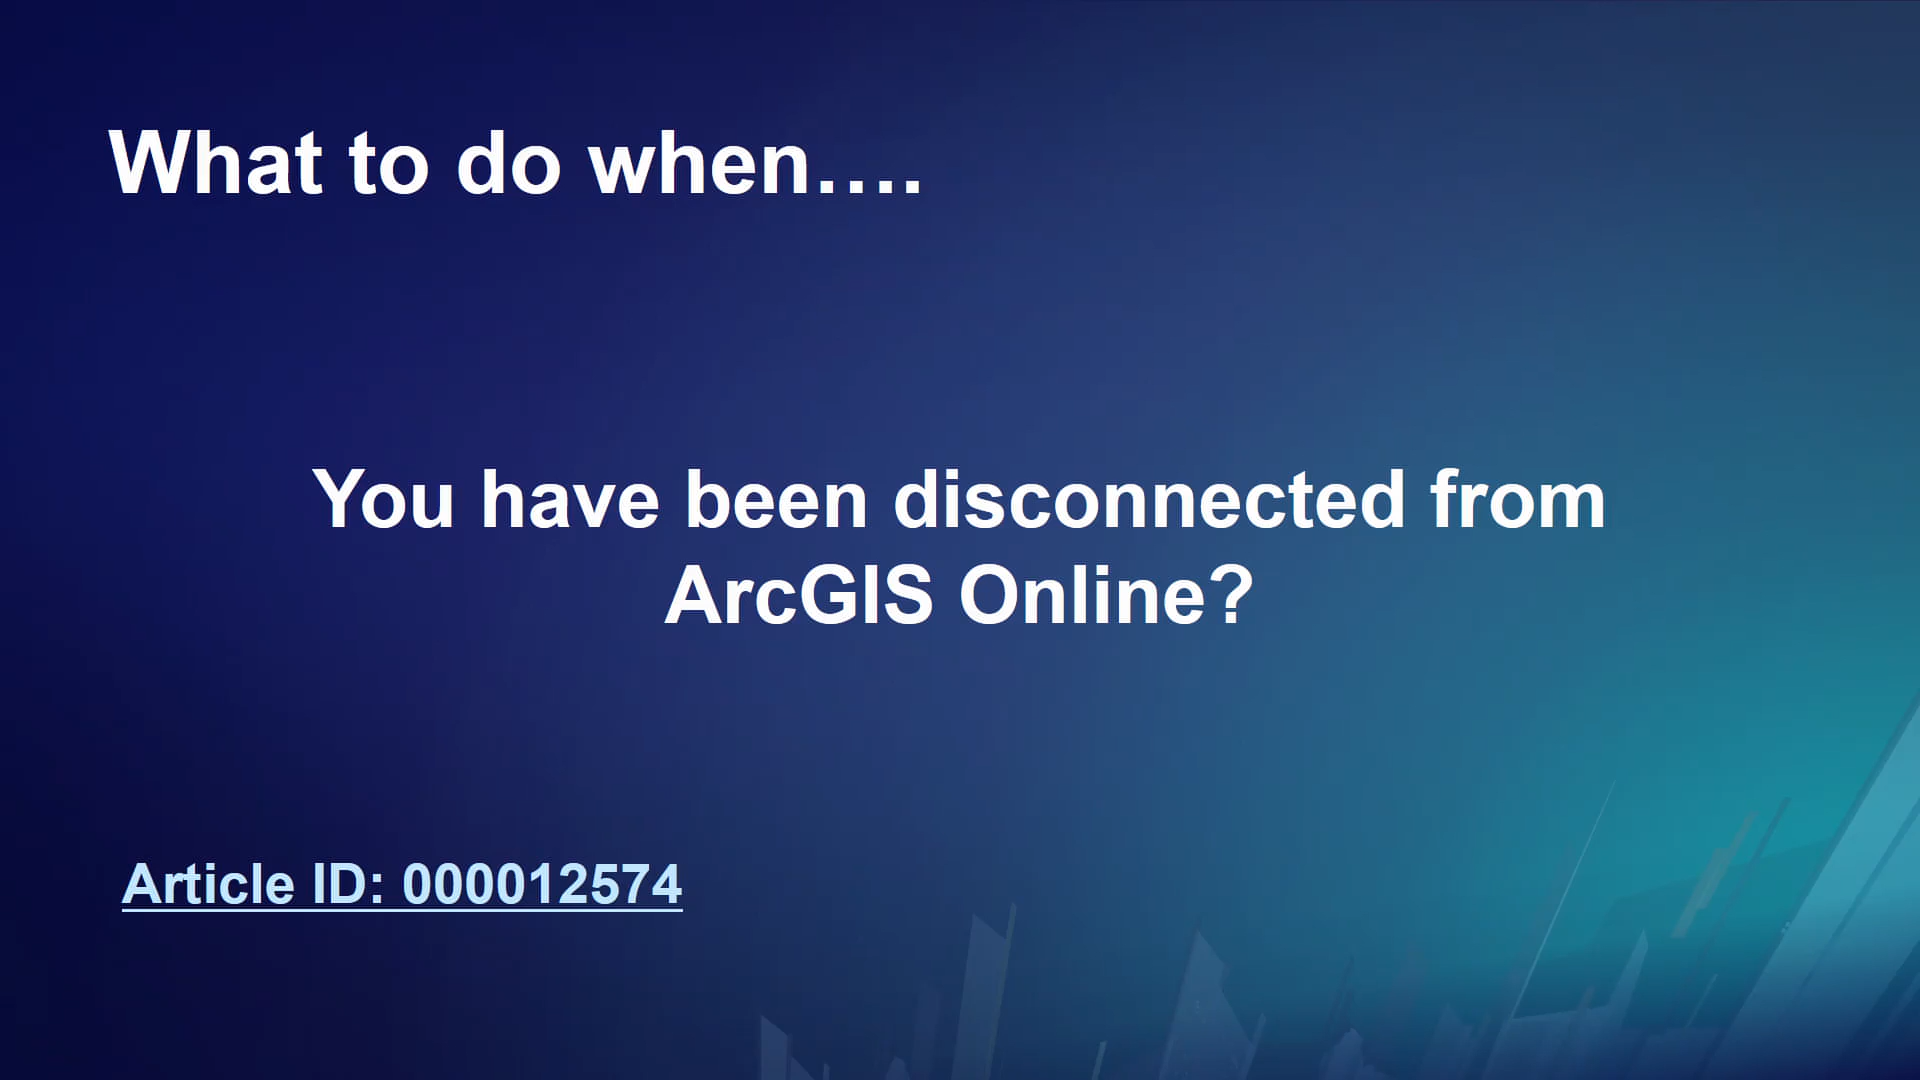 What to do when….
You have been disconnected from
ArcGIS Online?
Article ID: 000012574